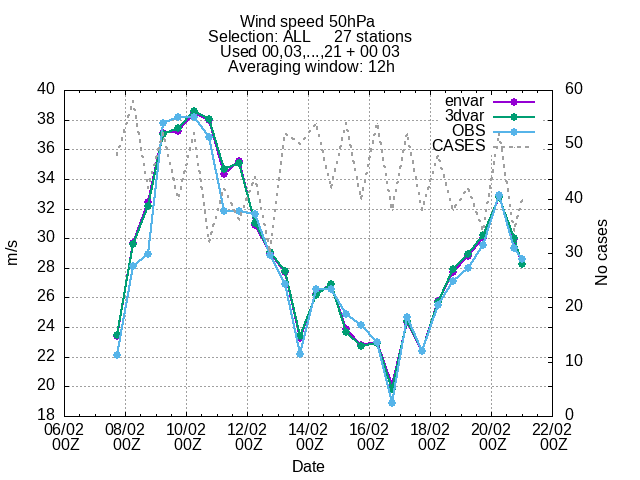 Wind speed 50hPa
Selection: ALL 27 stations
Used 00,03,...,21 + 00 03
Averaging window: 12h
40 60
38
36
34
32
30
28
26
24
22
20
18
50
40
30
20
10
0
envar
3dvar
OBS
CASES
m/s
No cases
06/02 08/02 10/02 12/02 14/02 16/02 18/02 20/02 22/02
00Z 00Z 00Z 00Z 00Z 00Z 00Z 00Z 00Z
Date